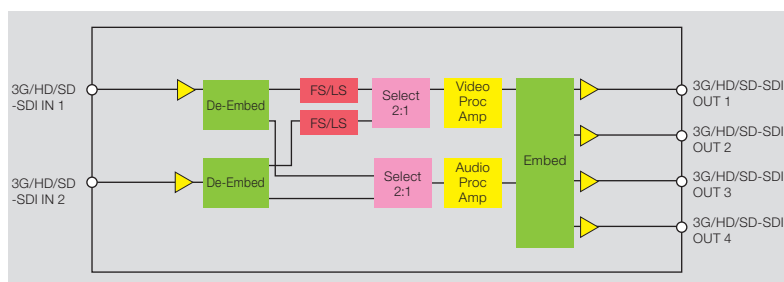 3G/HD/SD
-SDI IN 1
De-Embed
FS/LS
FS/LS
Select
2:1
Video
Proc
Amp
3G/HD/SD
-SDI IN 2
De-Embed
Select
2:1
Audio
Proc
Amp
Embed
3G/HD/SD-SDI
OUT 1
3G/HD/SD-SDI
OUT 2
3G/HD/SD-SDI
OUT 3
3G/HD/SD-SDI
OUT 4